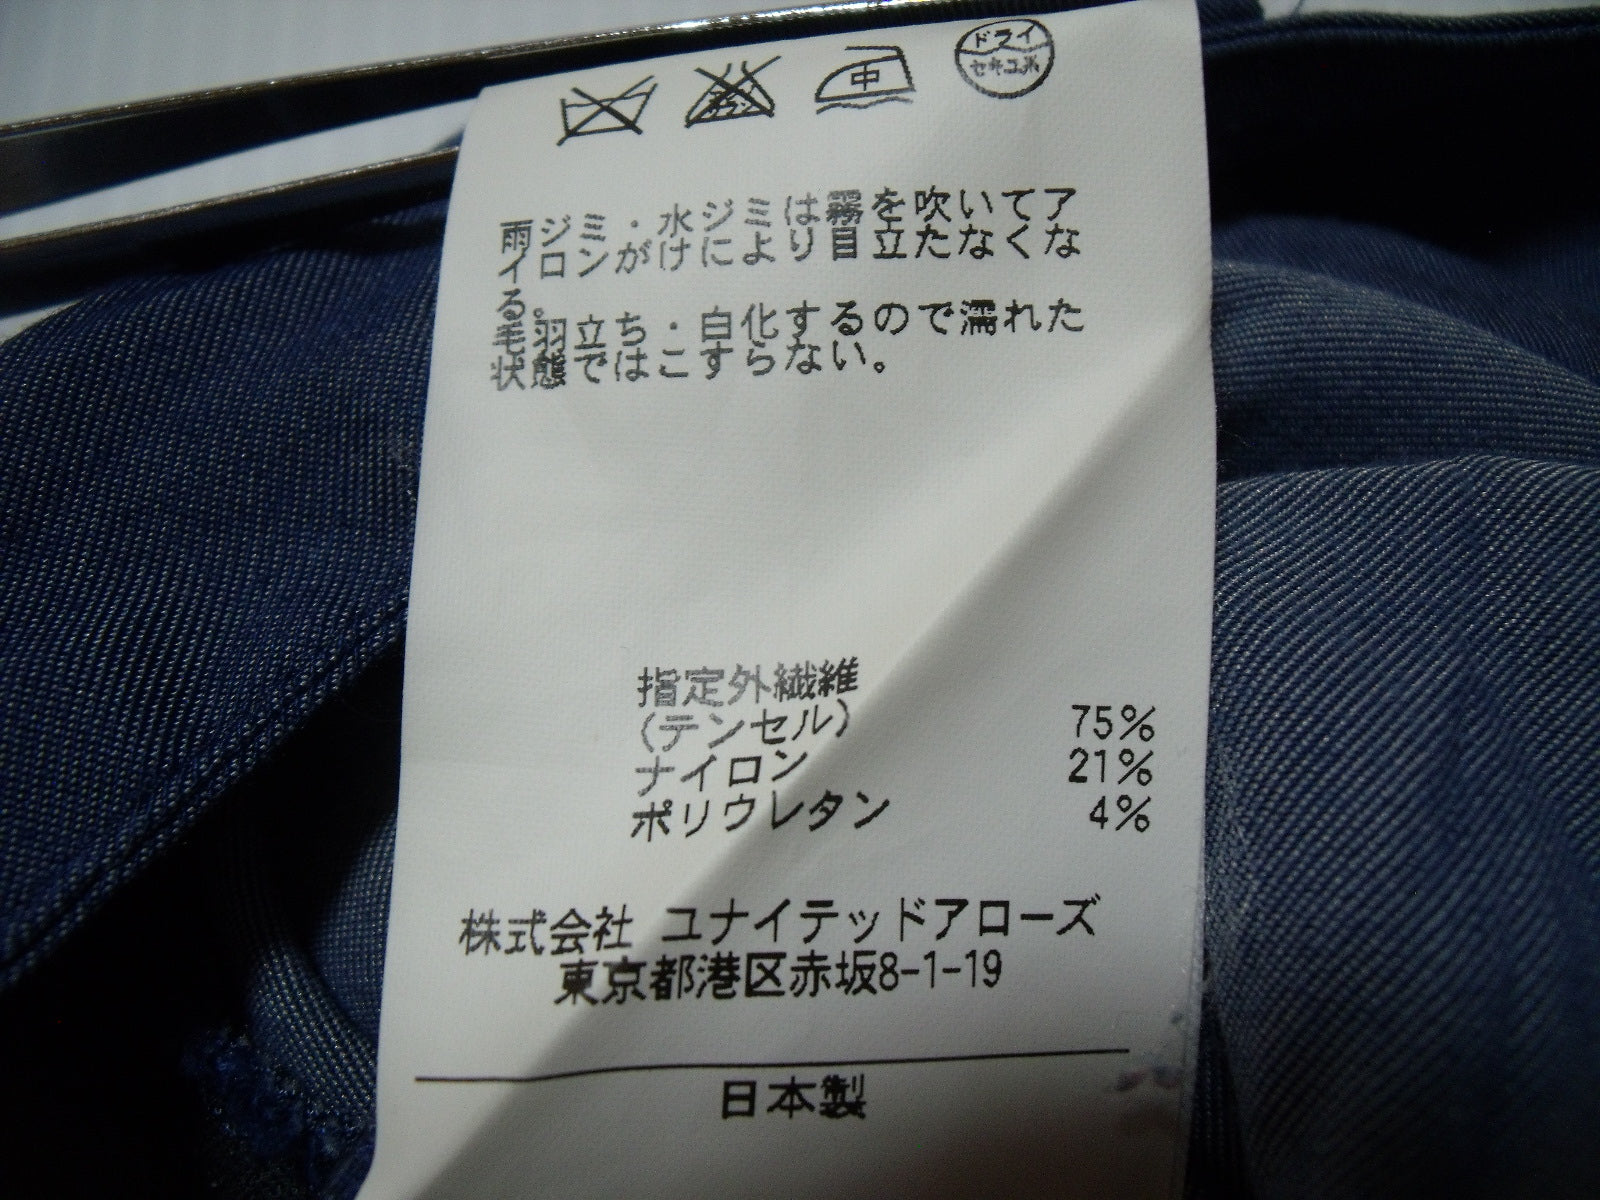 中
ドライ
セキユ系
雨ジミ・水ジミは霧を吹いてア
イロンがけにより目立たなくな
る。
毛羽立ち・白化するので濡れた
状態ではこすらない。
指定外繊維
(テンセル) 75%
ナイロン 21%
ポリウレタン 4%
株式会社 ユナイテッドアローズ
東京都港区赤坂8-1-19
日本製